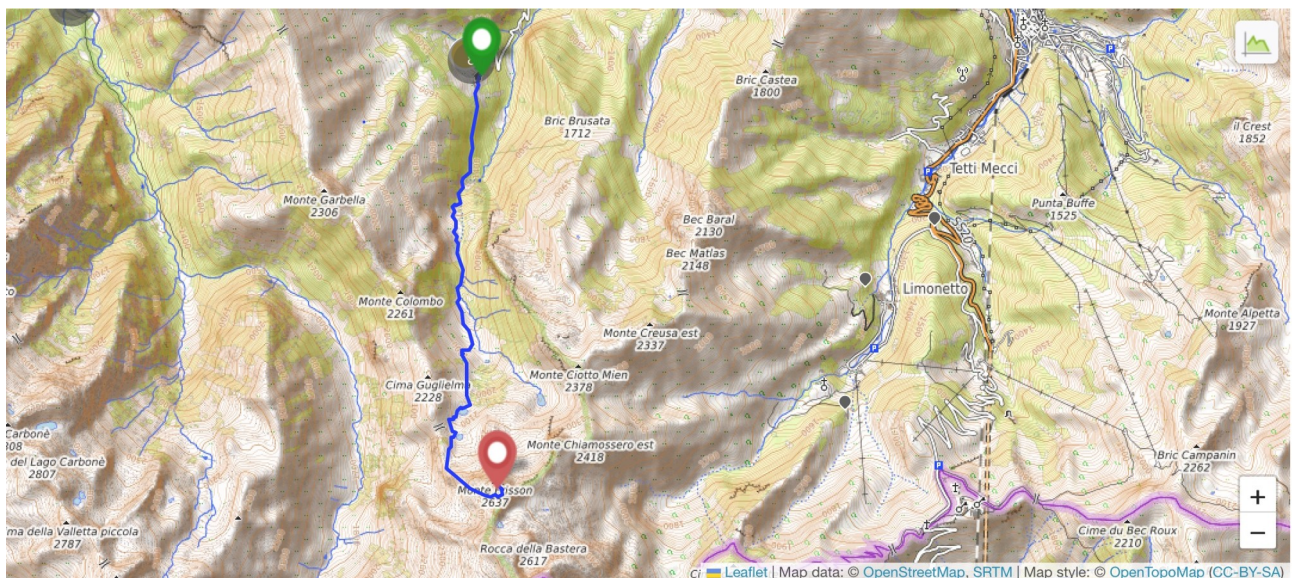 Bric Castea
1800
Bric Brusata
1712
il Crest
1852
Tetti Mecci
Monte Garbella
2306
Punta Buffe
1525
Bec Baral
2130
SS20
Bec Matlas
2148
Limonetto
Monte Colombo
2261
Monte Alpetta
1927
Monte Creusa est
2337
Monte Ciotto Mien
2378
Cima Guglielmo
2228
Carbonè
Monte Chiamossero est
2418
del Lago Carbonè
2807
Bric Campanin
2262
2637
Cime du Bec Roux
2210
ma della Valletta piccola
2787
Rocca della Bastera
2617
+
−
Leaflet | Map data: © OpenStreetMap, SRTM | Map style: © OpenTopoMap (CC-BY-SA)